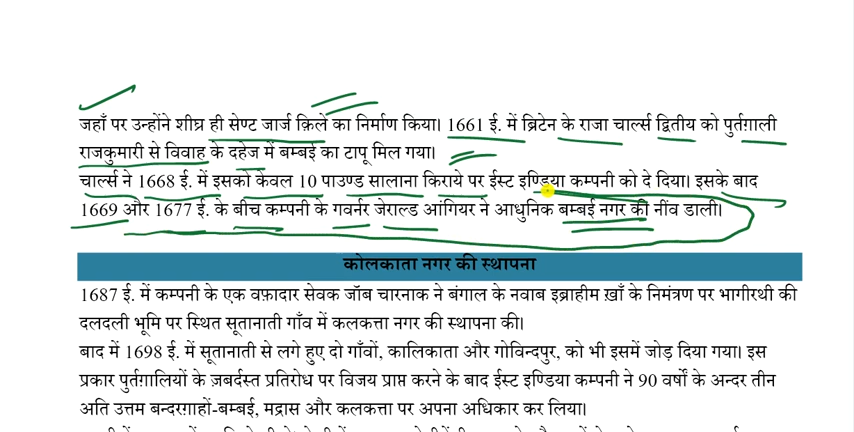 जहाँ पर उन्होंने शीघ्र ही सेण्ट जार्ज क़िले का निर्माण किया। 1661 ई. में ब्रिटेन के राजा चार्ल्स द्वितीय को पुर्तग़ाली
राजकुमारी से विवाह के दहेज में बम्बई का टापू मिल गया।
चार्ल्स ने 1668 ई. में इसको केवल 10 पाउण्ड सालाना किराये पर ईस्ट इण्डिया कम्पनी को दे दिया। इसके बाद
1669 और 1677 ई. के बीच कम्पनी के गवर्नर जेराल्ड आंगियर ने आधुनिक बम्बई नगर की नींव डाली।
कोलकाता नगर की स्थापना
1687 ई. में कम्पनी के एक वफ़ादार सेवक जॉब चारनाक ने बंगाल के नवाब इब्राहीम ख़ाँ के निमंत्रण पर भागीरथी की
दलदली भूमि पर स्थित सूतानाती गाँव में कलकत्ता नगर की स्थापना की।
बाद में 1698 ई. में सूतानाती से लगे हुए दो गाँवों, कालिकाता और गोविन्दपुर, को भी इसमें जोड़ दिया गया। इस
प्रकार पुर्तग़ालियों के ज़बर्दस्त प्रतिरोध पर विजय प्राप्त करने के बाद ईस्ट इण्डिया कम्पनी ने 90 वर्षों के अन्दर तीन
अति उत्तम बन्दरग़ाहों-बम्बई, मद्रास और कलकत्ता पर अपना अधिकार कर लिया।